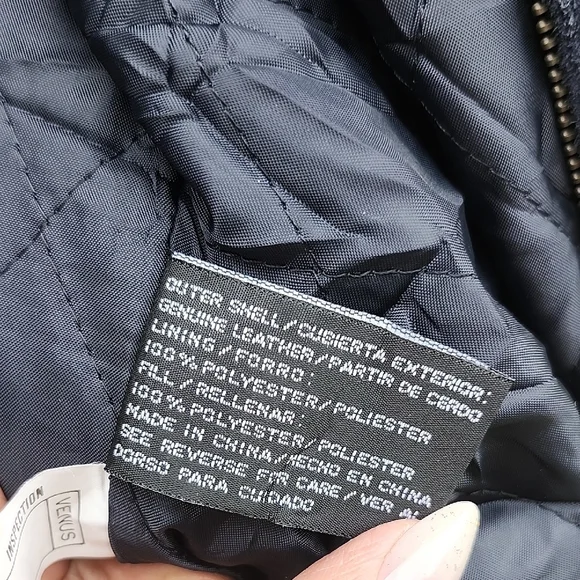 OUTER SHELL/CUBIERTA EXTERIOR:
GENUINE LEATHER/PARTIR DE CERDO
LINING/FORRO:
100% POLYESTER/POLIESTER
FILL/RELLENAR:
100% POLYESTER/POLIESTER
MADE IN CHINA/HECHO EN CHINA
SEE REVERSE FOR CARE/VER AL
DORSO PARA CUIDADO
INSPECTION
VENUS